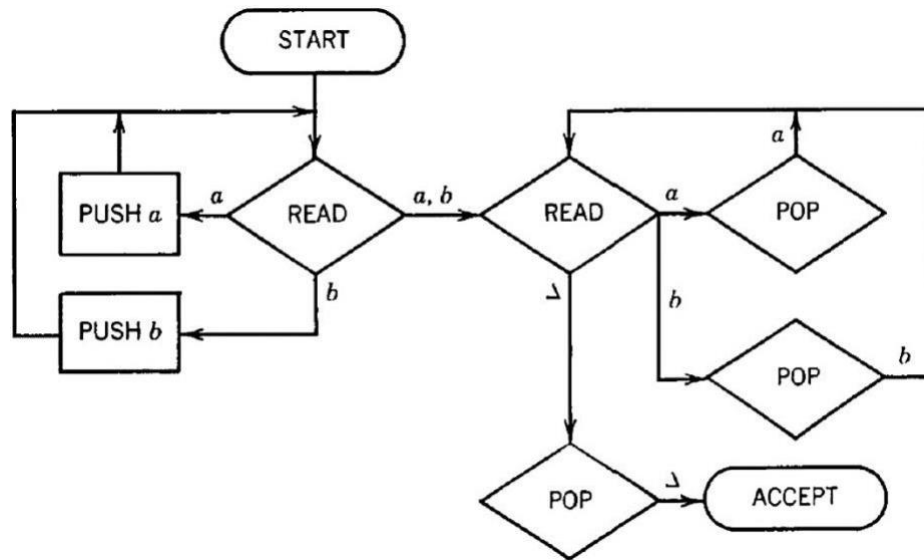 START
a
PUSH a
a
READ
a, b
READ
a
POP
b
Δ
b
PUSH b
POP
b
POP
Δ
ACCEPT